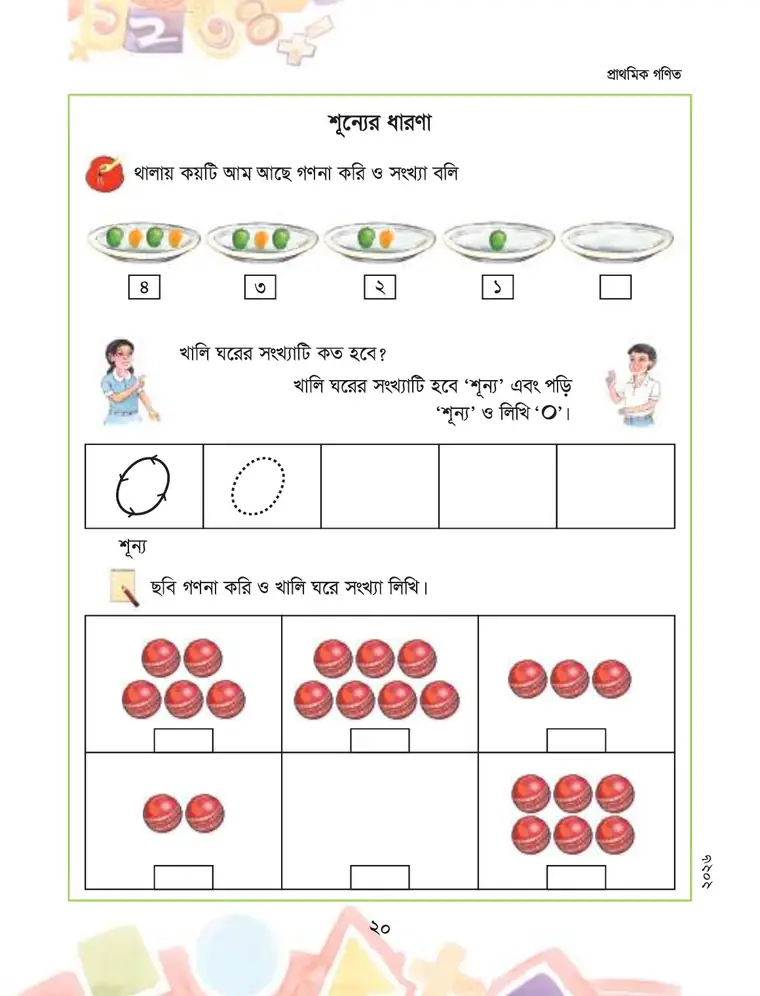 প্রাথমিক গণিত
শূন্যের ধারণা
থালায় কয়টি আম আছে গণনা করি ও সংখ্যা বলি
৪ ৩ ২ ১
খালি ঘরের সংখ্যাটি কত হবে?
খালি ঘরের সংখ্যাটি হবে ‘শূন্য’ এবং পড়ি
‘শূন্য’ ও লিখি ‘০’।
শূন্য
ছবি গণনা করি ও খালি ঘরে সংখ্যা লিখি।
২০২৬
২০